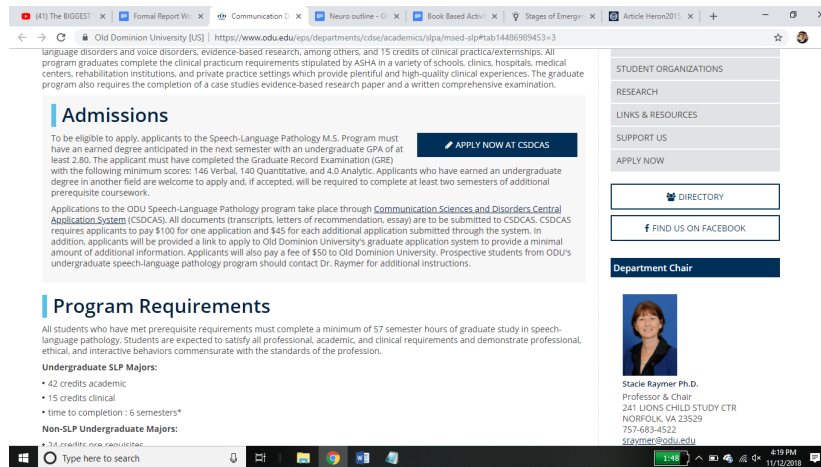 (41) The BIGGEST
Formal Report Wo
Communication D
Neuro outline - G
Book Based Activi
Stages of Emergen
Article Heron2015
Old Dominion University [US] | https://www.odu.edu/eps/departments/cdse/academics/slpa/msed-slp#tab14486989453=3
language disorders and voice disorders, evidence-based research, among others, and 15 credits of clinical practica/externships. All
program graduates complete the clinical practicum requirements stipulated by ASHA in a variety of schools, clinics, hospitals, medical
centers, rehabilitation institutions, and private practice settings which provide plentiful and high-quality clinical experiences. The graduate
program also requires the completion of a case studies evidence-based research paper and a written comprehensive examination.
Admissions
To be eligible to apply, applicants to the Speech-Language Pathology M.S. Program must
have an earned degree anticipated in the next semester with an undergraduate GPA of at
least 2.80. The applicant must have completed the Graduate Record Examination (GRE)
with the following minimum scores: 146 Verbal, 140 Quantitative, and 4.0 Analytic. Applicants who have earned an undergraduate
degree in another field are welcome to apply and, if accepted, will be required to complete at least two semesters of additional
prerequisite coursework.
APPLY NOW AT CSDCAS
Applications to the ODU Speech-Language Pathology program take place through Communication Sciences and Disorders Central
Application System (CSDCAS). All documents (transcripts, letters of recommendation, essay) are to be submitted to CSDCAS. CSDCAS
requires applicants to pay $100 for one application and $45 for each additional application submitted through the system. In
addition, applicants will be provided a link to apply to Old Dominion University's graduate application system to provide a minimal
amount of additional information. Applicants will also pay a fee of $50 to Old Dominion University. Prospective students from ODU's
undergraduate speech-language pathology program should contact Dr. Raymer for additional instructions.
Program Requirements
All students who have met prerequisite requirements must complete a minimum of 57 semester hours of graduate study in speech-
language pathology. Students are expected to satisfy all professional, academic, and clinical requirements and demonstrate professional,
ethical, and interactive behaviors commensurate with the standards of the profession.
Undergraduate SLP Majors:
• 42 credits academic
• 15 credits clinical
• time to completion : 6 semesters*
Non-SLP Undergraduate Majors:
• 24 credits pre-requisites
STUDENT ORGANIZATIONS
RESEARCH
LINKS & RESOURCES
SUPPORT US
APPLY NOW
DIRECTORY
FIND US ON FACEBOOK
Department Chair
Stacie Raymer Ph.D.
Professor & Chair
241 LIONS CHILD STUDY CTR
NORFOLK, VA 23529
757-683-4522
sraymer@odu.edu
Type here to search
1:48
4:19 PM
11/12/2018